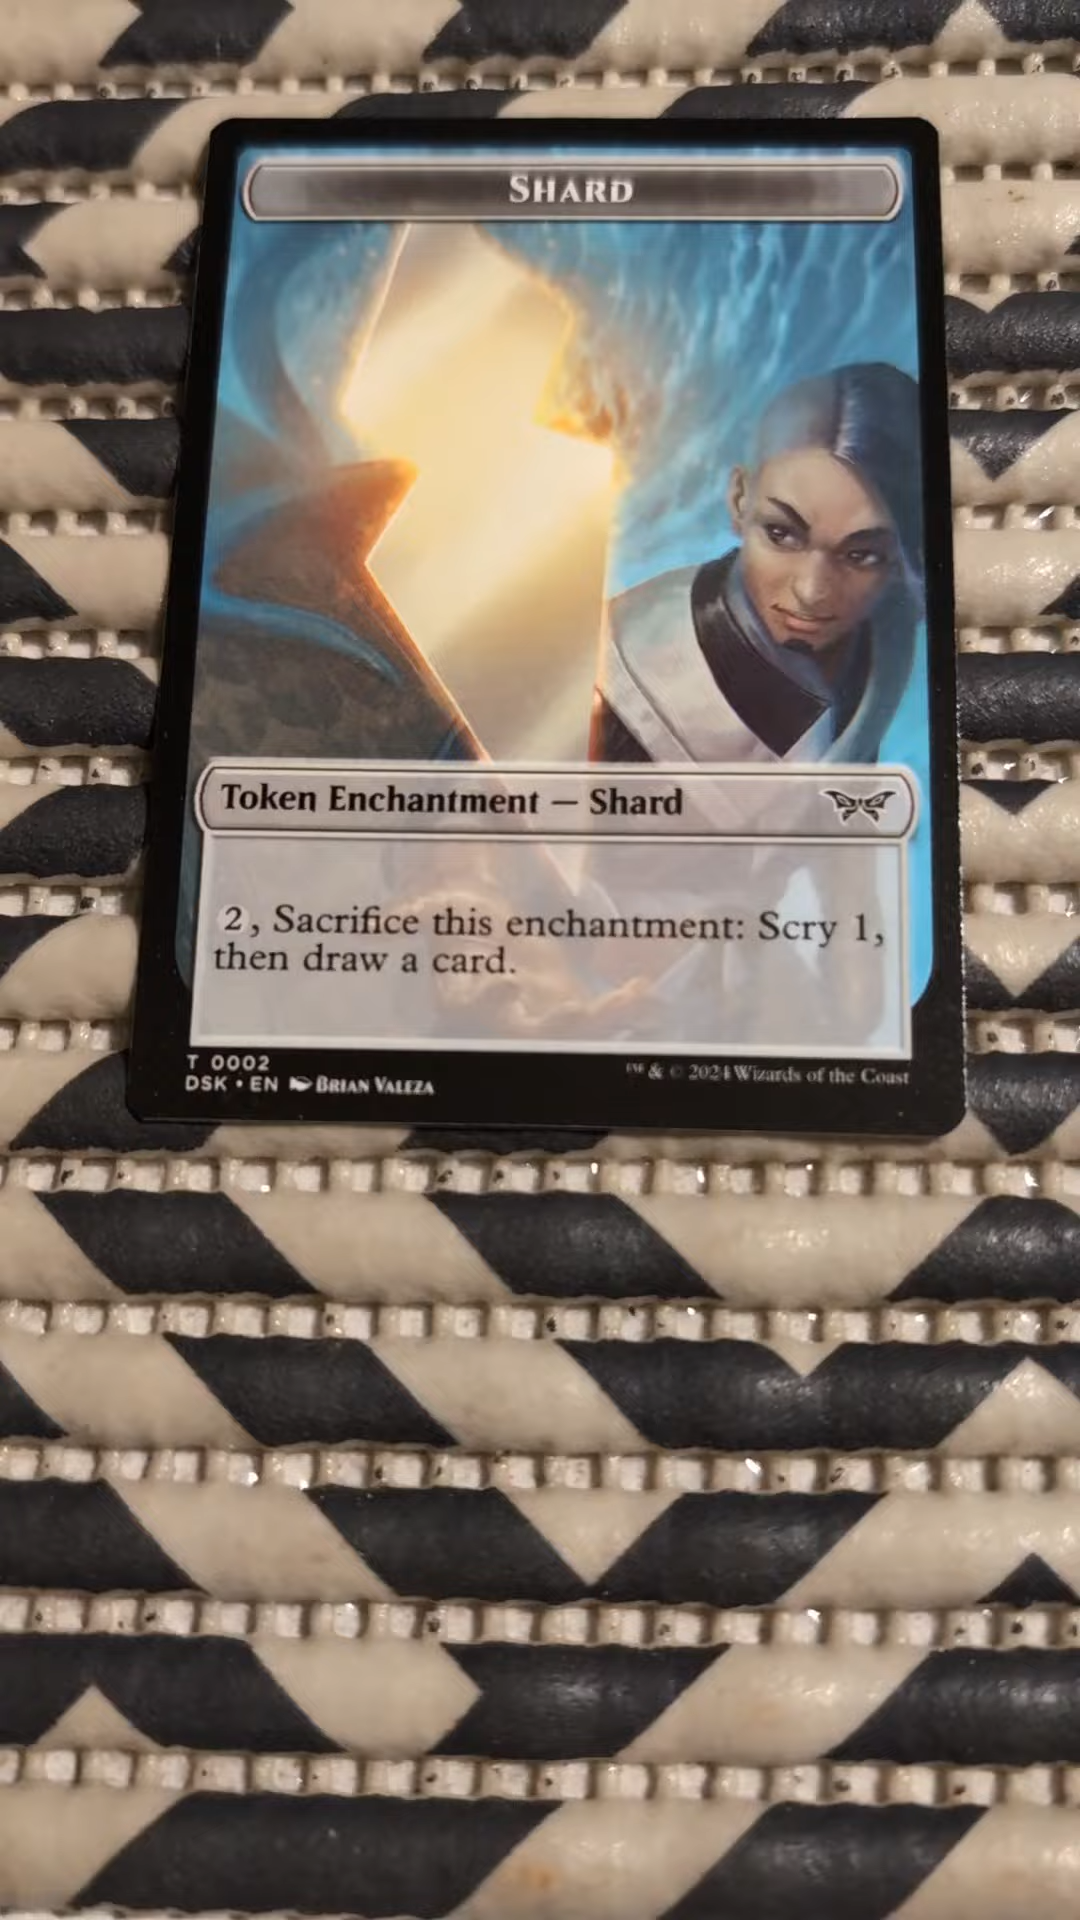 SHARD
Token Enchantment — Shard
2, Sacrifice this enchantment: Scry 1,
then draw a card.
T 0002
DSK • EN BRIAN VALEZA
™ & © 2024 Wizards of the Coast